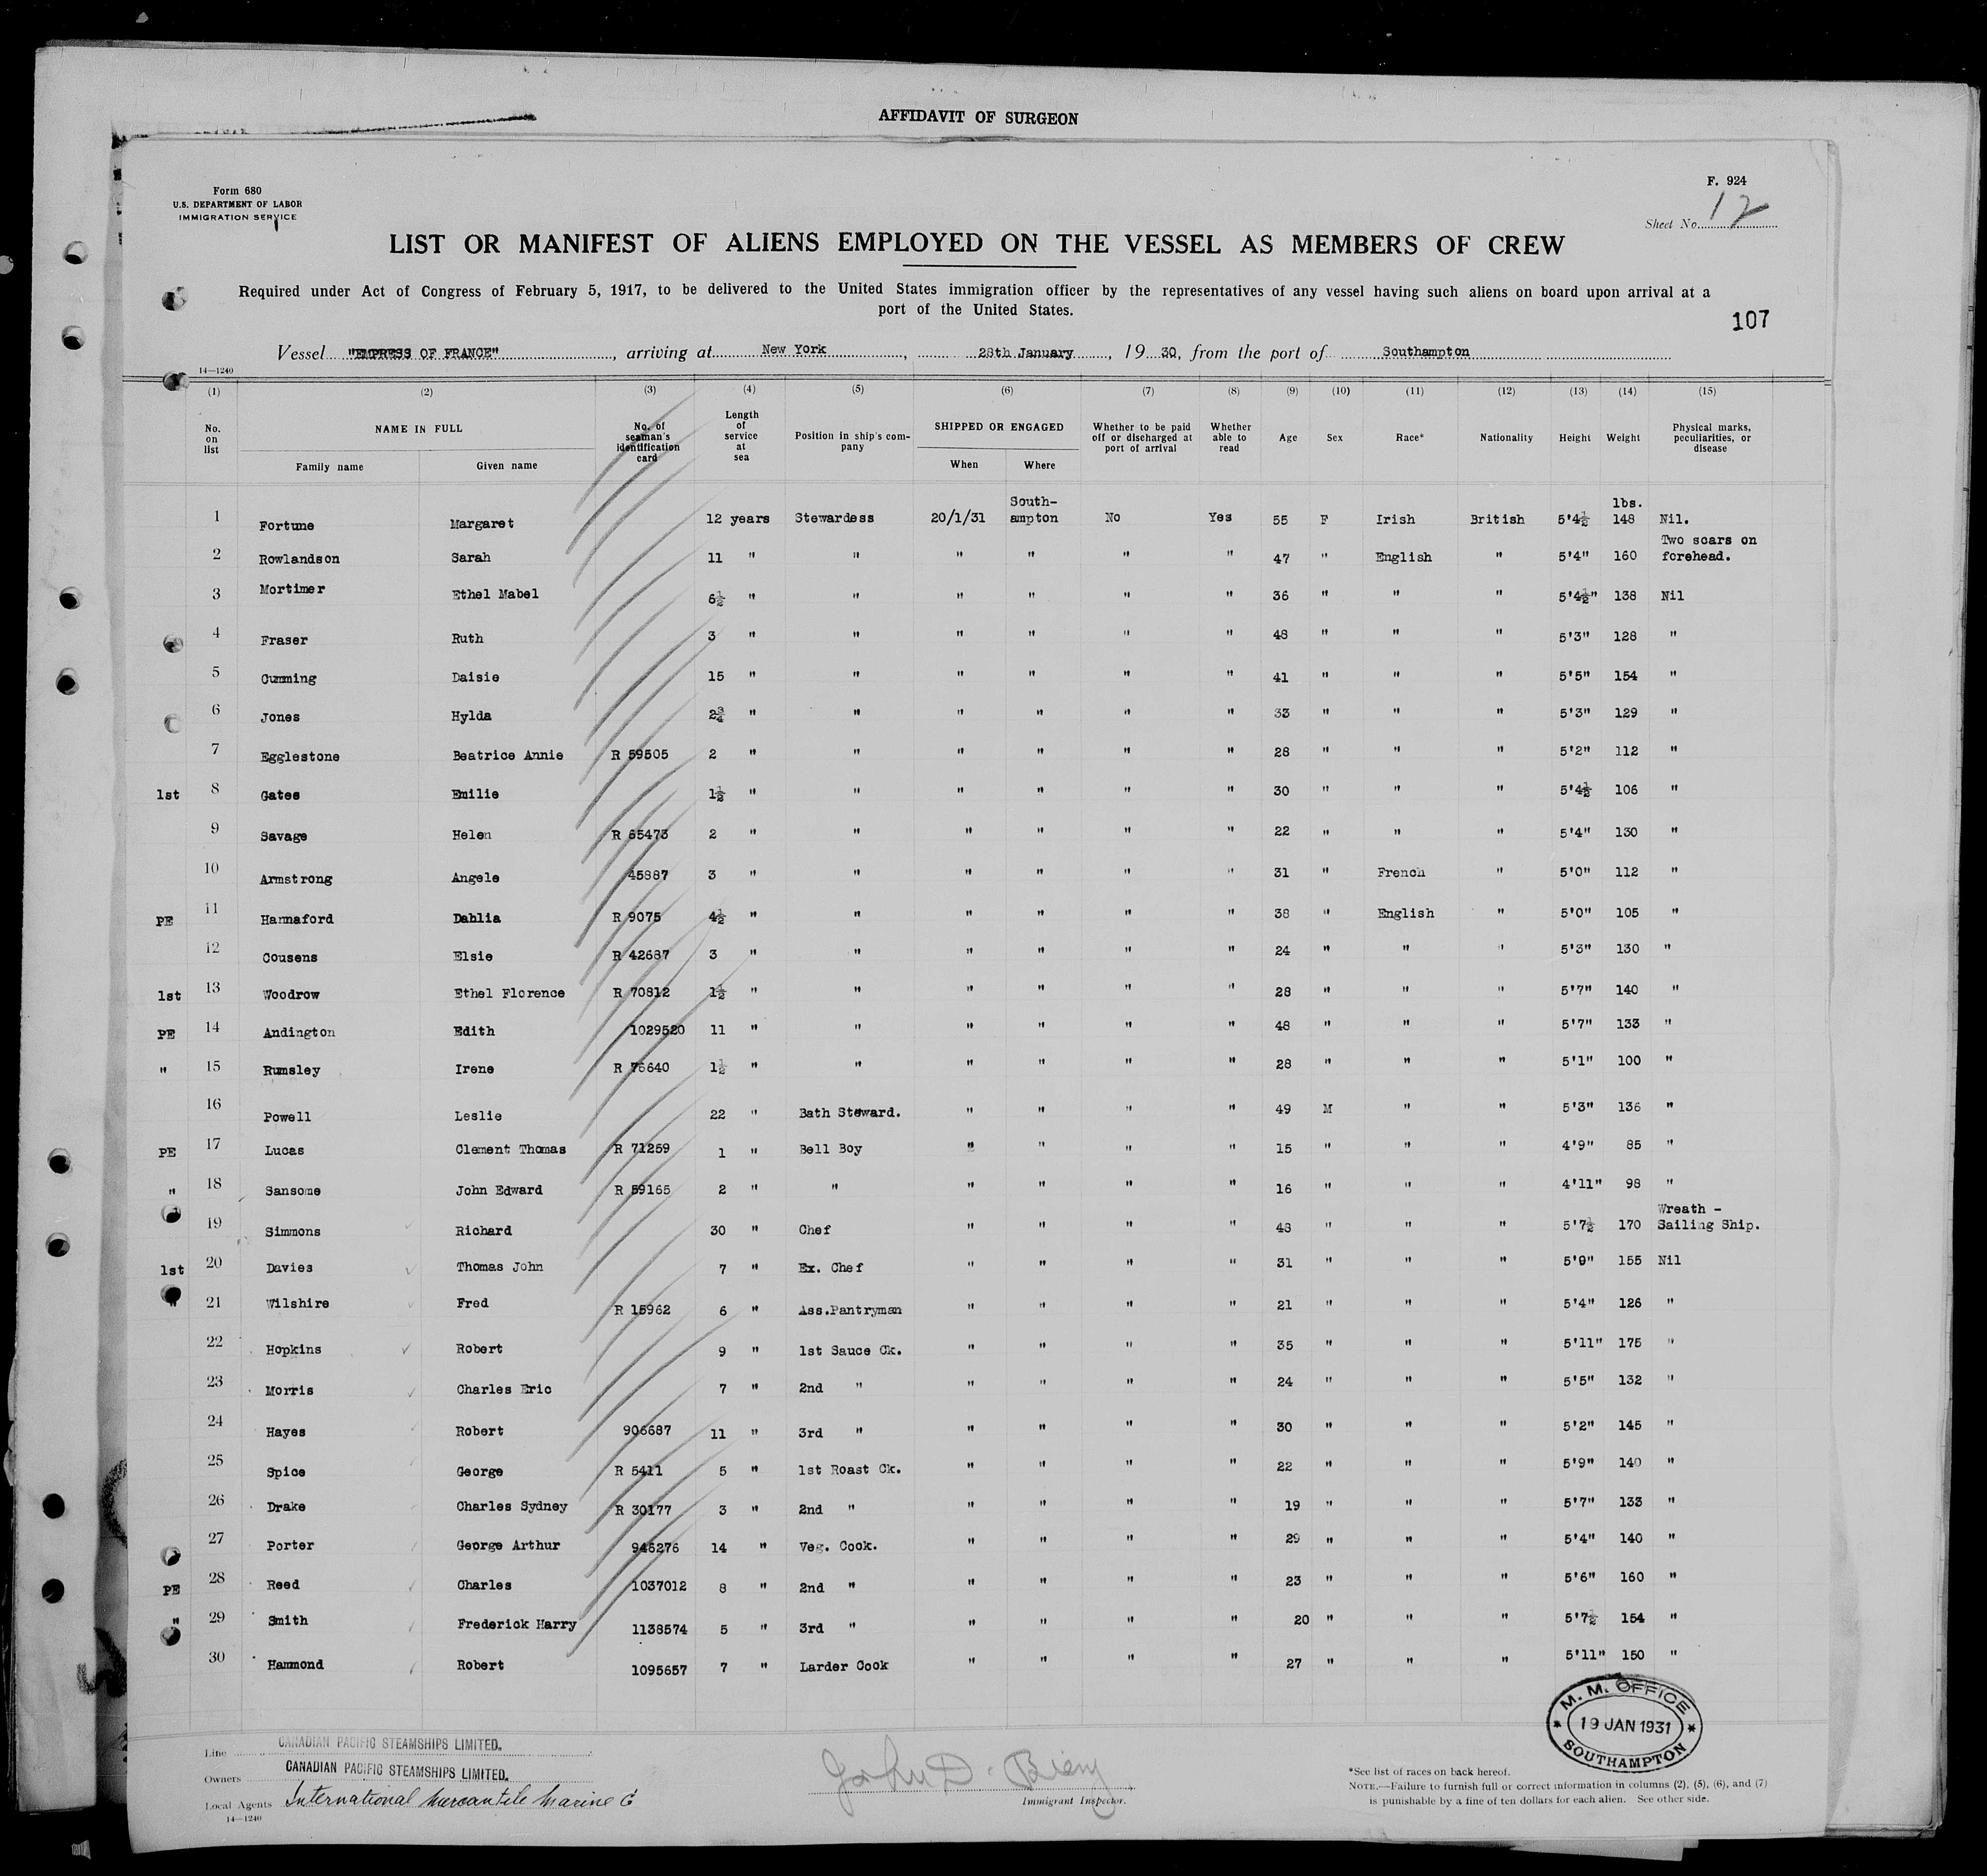 AFFIDAVIT OF SURGEON
Form 680
U.S. DEPARTMENT OF LABOR
IMMIGRATION SERVICE
F. 924
Sheet No. 12
LIST OR MANIFEST OF ALIENS EMPLOYED ON THE VESSEL AS MEMBERS OF CREW
Required under Act of Congress of February 5, 1917, to be delivered to the United States immigration officer by the representatives of any vessel having such aliens on board upon arrival at a
port of the United States.
107
Vessel "EMPRESS OF FRANCE", arriving at New York, 28th January, 19 30, from the port of Southampton
14—1240
(1) (2) (3) (4) (5) (6) (7) (8) (9) (10) (11) (12) (13) (14) (15)
No. on list
NAME IN FULL
Family name Given name
No. of seaman's identification card
Length of service at sea
Position in ship's company
SHIPPED OR ENGAGED
When Where
Whether to be paid off or discharged at port of arrival
Whether able to read
Age Sex Race* Nationality Height Weight
Physical marks, peculiarities, or disease
1 Fortune Margaret 12 years Stewardess 20/1/31 South-ampton No Yes 55 F Irish British 5'4½ lbs. 148 Nil.
2 Rowlandson Sarah 11 " " " " " " 47 " English " 5'4" 160 Two scars on forehead.
3 Mortimer Ethel Mabel 6½ " " " " " " 36 " " " 5'4½" 138 Nil
4 Fraser Ruth 3 " " " " " " 48 " " " 5'3" 128 "
5 Cumming Daisie 15 " " " " " " 41 " " " 5'5" 154 "
6 Jones Hylda 2¾ " " " " " " 33 " " " 5'3" 129 "
7 Egglestone Beatrice Annie R 59505 2 " " " " " " 28 " " " 5'2" 112 "
1st 8 Gates Emilie 1½ " " " " " " 30 " " " 5'4½ 106 "
9 Savage Helen R 65473 2 " " " " " " 22 " " " 5'4" 130 "
10 Armstrong Angele 45887 3 " " " " " " 31 " French " 5'0" 112 "
PE 11 Hannaford Dahlia R 9075 4½ " " " " " " 38 " English " 5'0" 105 "
12 Cousens Elsie R 42687 3 " " " " " " 24 " " " 5'3" 130 "
1st 13 Woodrow Ethel Florence R 70812 1½ " " " " " " 28 " " " 5'7" 140 "
PE 14 Andington Edith 1029520 11 " " " " " " 48 " " " 5'7" 133 "
" 15 Rumsley Irene R 76640 1½ " " " " " " 28 " " " 5'1" 100 "
16 Powell Leslie 22 " Bath Steward. " " " " 49 M " " 5'3" 136 "
PE 17 Lucas Clement Thomas R 71259 1 " Bell Boy " " " " 15 " " " 4'9" 85 "
" 18 Sansome John Edward R 59165 2 " " " " " " 16 " " " 4'11" 98 "
19 Simmons Richard 30 " Chef " " " " 48 " " " 5'7½ 170 Wreath - Sailing Ship.
1st 20 Davies Thomas John 7 " Ex. Chef " " " " 31 " " " 5'9" 155 Nil
" 21 Wilshire Fred R 15962 6 " Ass.Pantryman " " " " 21 " " " 5'4" 126 "
22 Hopkins Robert 9 " 1st Sauce Ck. " " " " 35 " " " 5'11" 175 "
23 Morris Charles Eric 7 " 2nd " " " " " 24 " " " 5'5" 132 "
24 Hayes Robert 906687 11 " 3rd " " " " " 30 " " " 5'2" 145 "
25 Spice George R 5411 5 " 1st Roast Ck. " " " " 22 " " " 5'9" 140 "
26 Drake Charles Sydney R 30177 3 " 2nd " " " " " 19 " " " 5'7" 133 "
27 Porter George Arthur 946276 14 " Veg. Cook. " " " " 29 " " " 5'4" 140 "
PE 28 Reed Charles 1037012 8 " 2nd " " " " " 23 " " " 5'6" 160 "
" 29 Smith Frederick Harry 1138574 5 " 3rd " " " " " 20 " " " 5'7½ 154 "
30 Hammond Robert 1095657 7 " Larder Cook " " " " 27 " " " 5'11" 150 "
M. M. OFFICE
19 JAN 1931
SOUTHAMPTON
Line CANADIAN PACIFIC STEAMSHIPS LIMITED.
Owners CANADIAN PACIFIC STEAMSHIPS LIMITED.
Local Agents International Mercantile Marine Co
14—1240
John D.
Immigrant Inspector.
*See list of races on back hereof.
NOTE.—Failure to furnish full or correct information in columns (2), (5), (6), and (7)
is punishable by a fine of ten dollars for each alien. See other side.